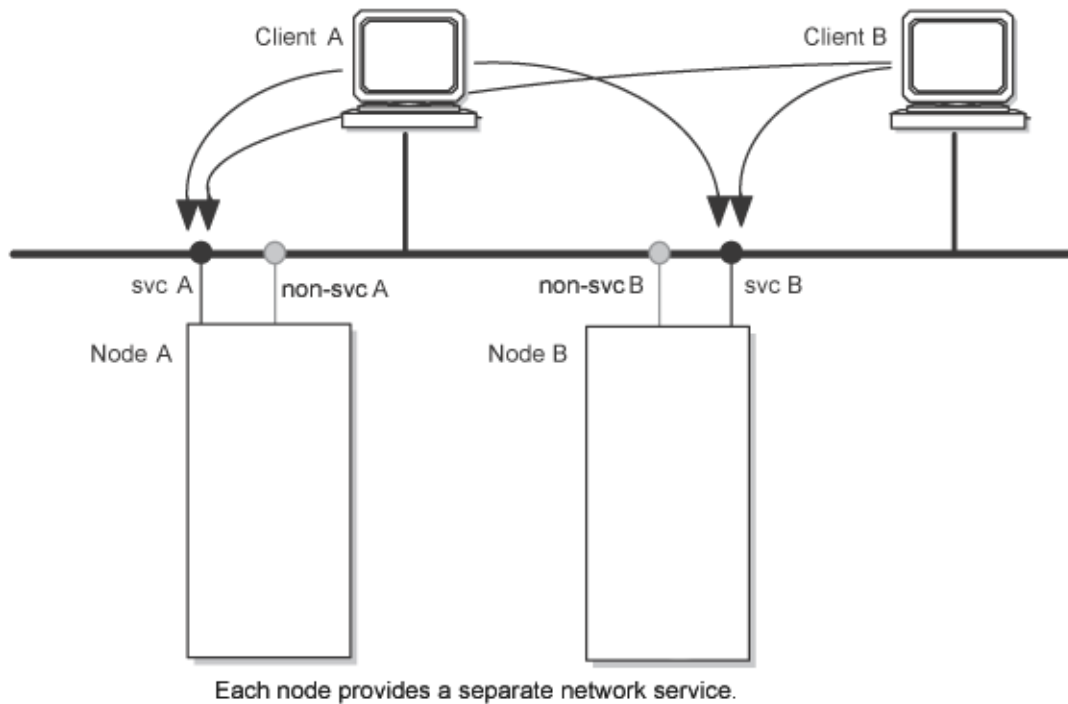 Client A
Client B
svc A
non-svc A
non-svc B
svc B
Node A
Node B
Each node provides a separate network service.